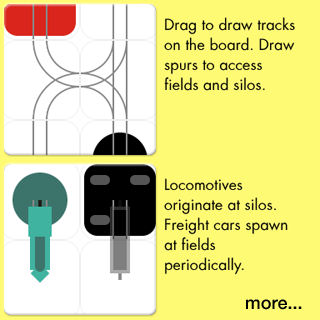 Drag to draw tracks
on the board. Draw
spurs to access
fields and silos.
Locomotives
originate at silos.
Freight cars spawn
at fields
periodically.
more...